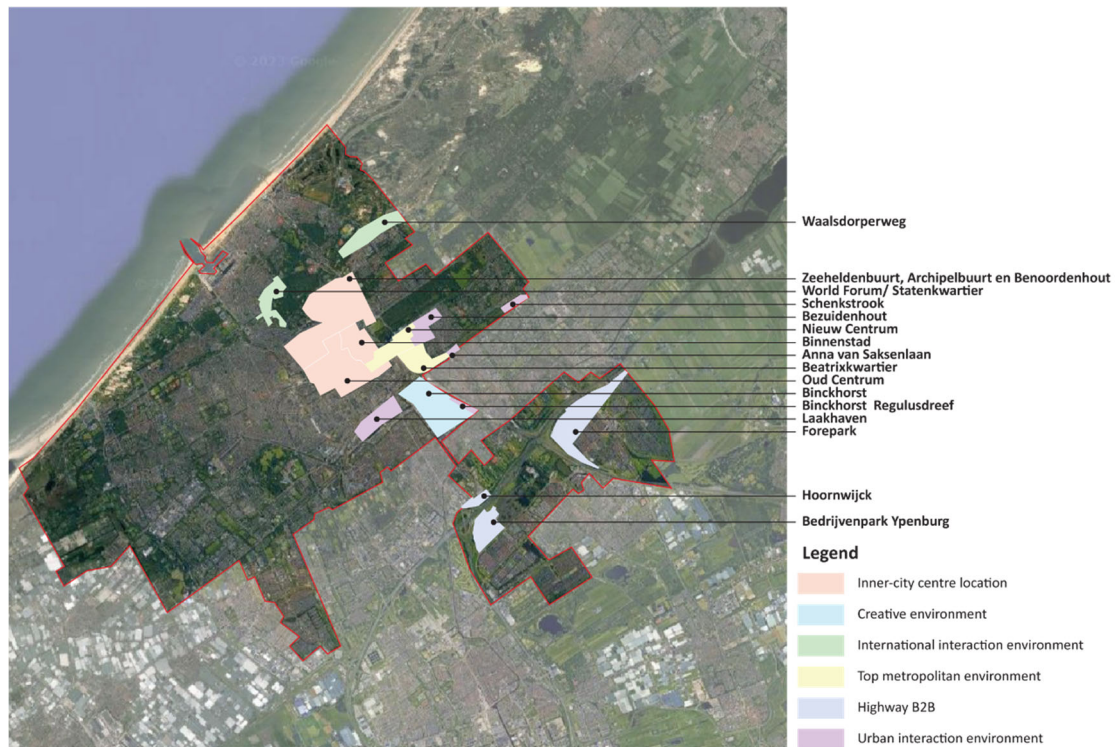 Waalsdorperweg
Zeeheldenbuurt, Archipelbuurt en Benoordenhout
World Forum/ Statenkwartier
Schenkstrook
Bezuidenhout
Nieuw Centrum
Binnenstad
Anna van Saksenlaan
Beatrixkwartier
Oud Centrum
Binckhorst
Binckhorst Regulusdreef
Laakhaven
Forepark
Hoornwijck
Bedrijvenpark Ypenburg
Legend
Inner-city centre location
Creative environment
International interaction environment
Top metropolitan environment
Highway B2B
Urban interaction environment